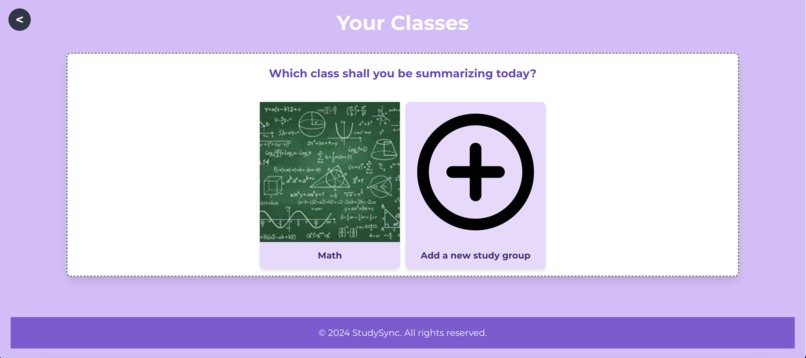 <
Your Classes
Which class shall you be summarizing today?
Math
Add a new study group
© 2024 StudySync. All rights reserved.